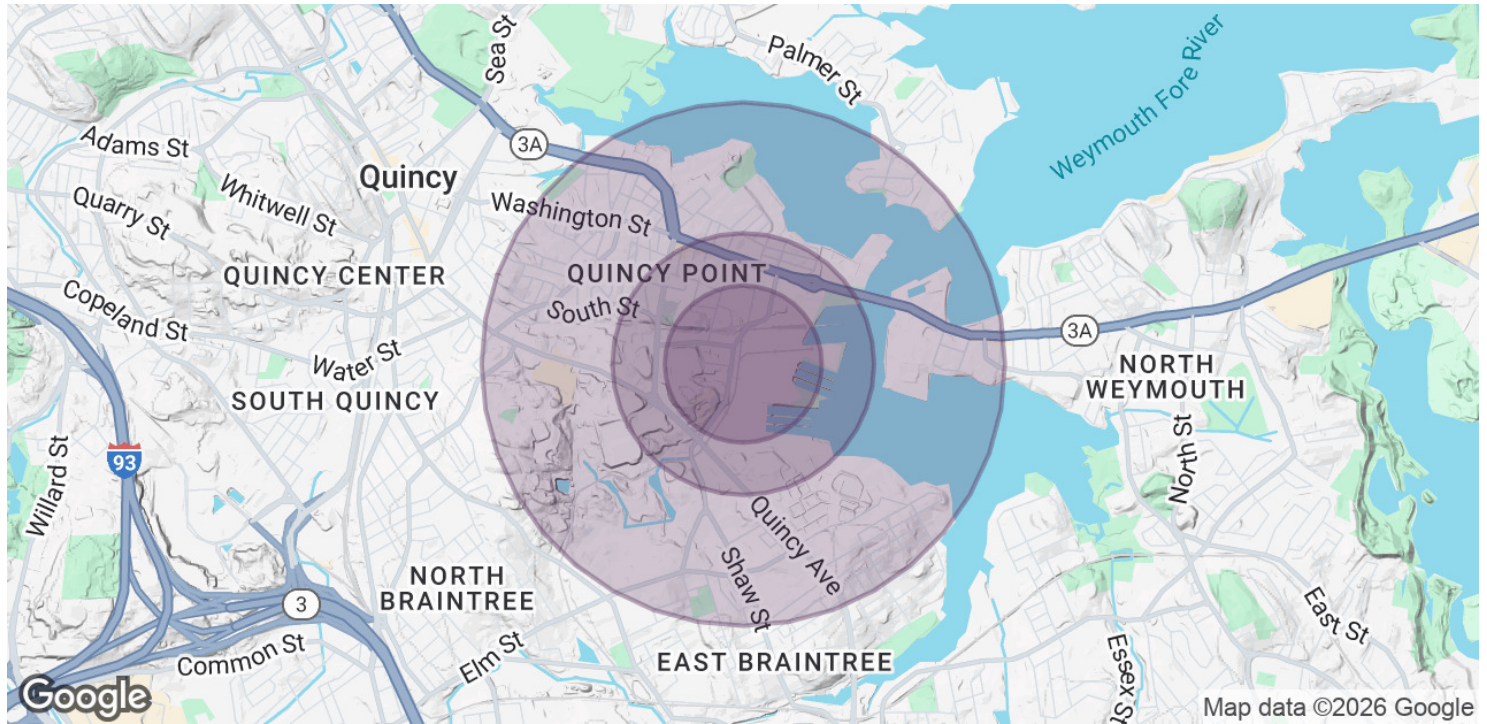 Sea St
Palmer St
Weymouth Fore River
3A
Adams St
Quincy
Whitwell St
Quarry St
Washington St
QUINCY CENTER
QUINCY POINT
Copeland St
South St
3A
Water St
NORTH
WEYMOUTH
SOUTH QUINCY
North St
93
Willard St
Quincy Ave
Shaw St
NORTH
BRAINTREE
3
East St
Common St
Elm St
EAST BRAINTREE
Essex St
Google
Map data ©2026 Google